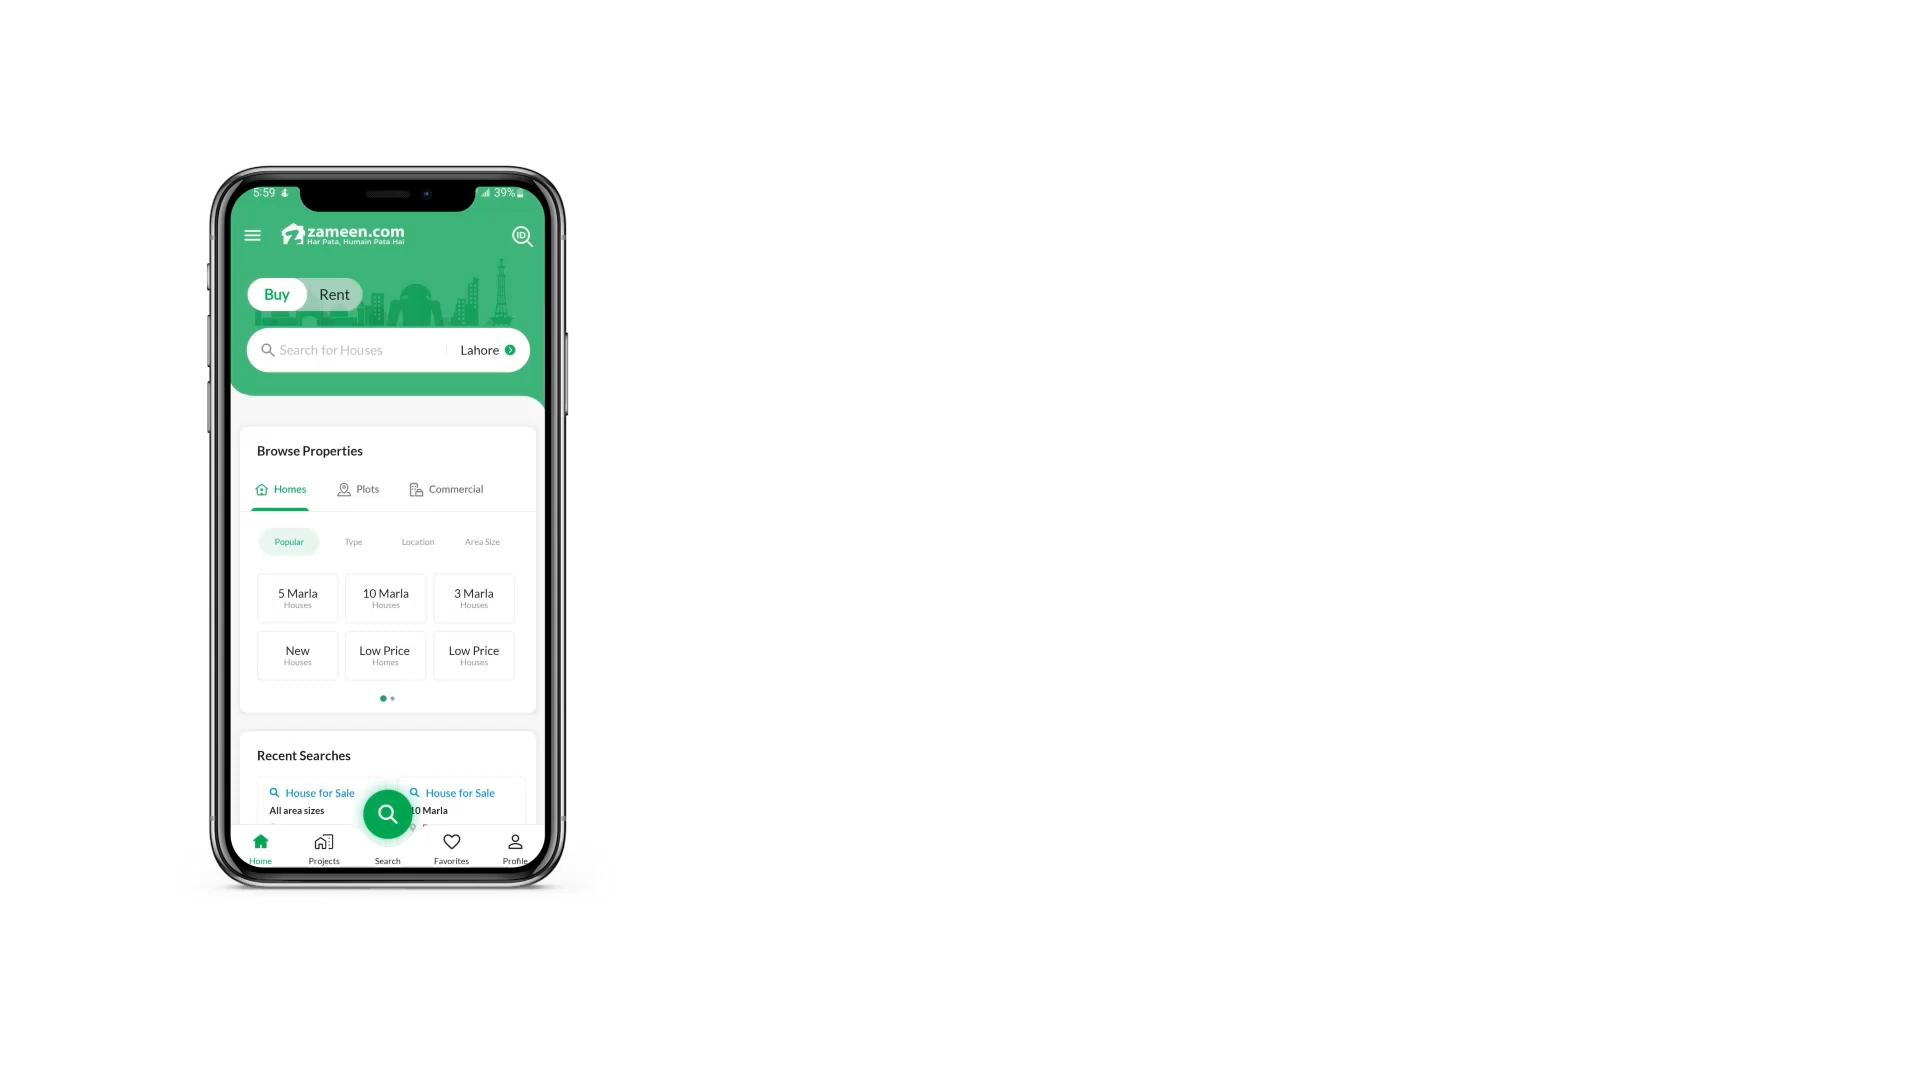 5:59
39%
zameen.com
Har Pata, Humain Pata Hai
ID
Buy Rent
Search for Houses Lahore
Browse Properties
Homes Plots Commercial
Popular Type Location Area Size
5 Marla 10 Marla 3 Marla
Houses Houses Houses
New Low Price Low Price
Houses Homes Houses
Recent Searches
House for Sale House for Sale
All area sizes 10 Marla
Home Projects Search Favorites Profile